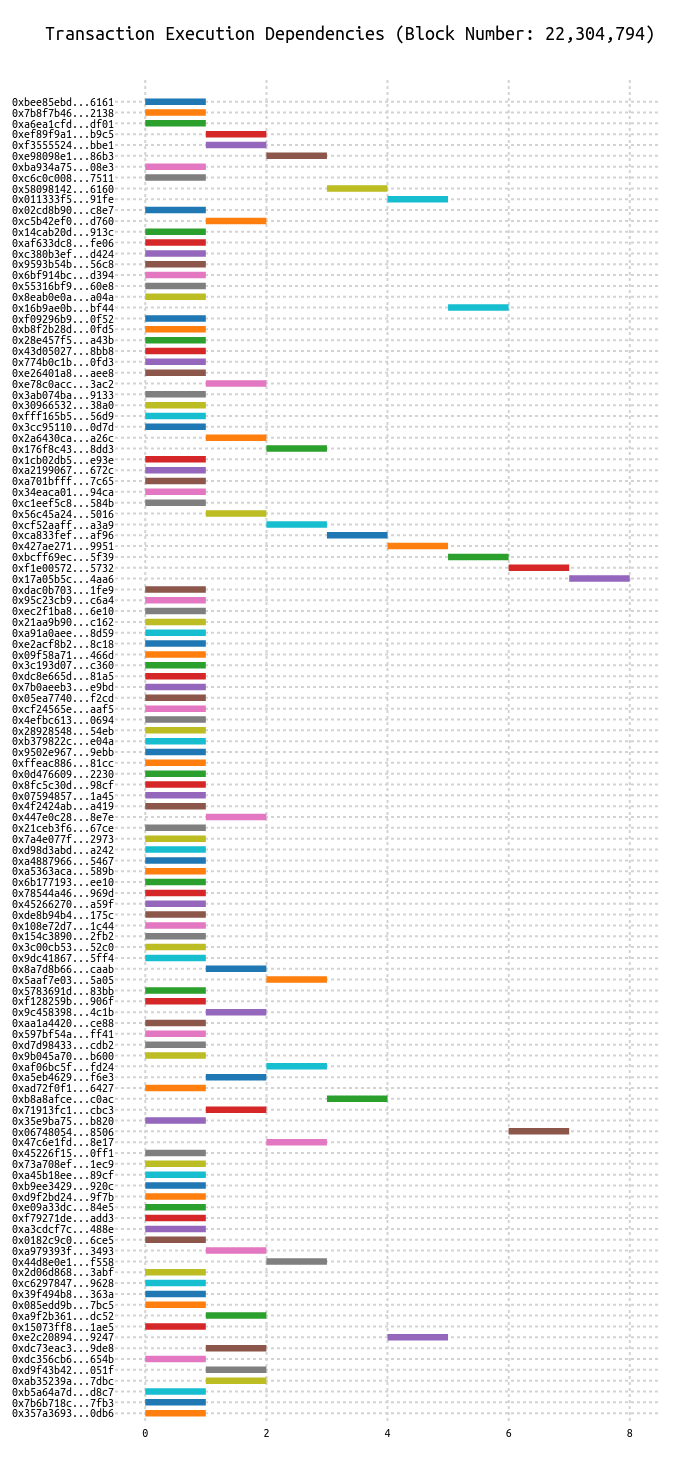 Transaction Execution Dependencies (Block Number: 22,304,794)
0xbee85ebd...6161
0x7b8f7b46...2138
0xa6ea1cfd...df01
0xef89f9a1...b9c5
0xf3555524...bbe1
0xe98098e1...86b3
0xba934a75...08e3
0xc6c0c008...7511
0x58098142...6160
0x011333f5...91fe
0x02cd8b90...c8e7
0xc5b42ef0...d760
0x14cab20d...913c
0xaf633dc8...fe06
0xc380b3ef...d424
0x9593b54b...56c8
0x6bf914bc...d394
0x55316bf9...60e8
0x8eab0e0a...a04a
0x16b9ae0b...bf44
0xf09296b9...0f52
0xb8f2b28d...0fd5
0x28e457f5...a43b
0x43d05027...8bb8
0x774b0c1b...0fd3
0xe26401a8...aee8
0xe78c0acc...3ac2
0x3ab074ba...9133
0x30966532...38a0
0xfff165b5...56d9
0x3cc95110...0d7d
0x2a6430ca...a26c
0x176f8c43...8dd3
0x1cb02db5...e93e
0xa2199067...672c
0xa701bfff...7c65
0x34eaca01...94ca
0xc1eef5c8...584b
0x56c45a24...5016
0xcf52aaff...a3a9
0xca833fef...af96
0x427ae271...9951
0xbcff69ec...5f39
0xf1e00572...5732
0x17a05b5c...4aa6
0xdac0b703...1fe9
0x95c23cb9...c6a4
0xec2f1ba8...6e10
0x21aa9b90...c162
0xa91a0aee...8d59
0xe2acf8b2...8c18
0x09f58a71...466d
0x3c193d07...c360
0xdc8e665d...81a5
0x7b0aeeb3...e9bd
0x05ea7740...f2cd
0xcf24565e...aaf5
0x4efbc613...0694
0x28928548...54eb
0xb379822c...e04a
0x9502e967...9ebb
0xffeac886...81cc
0x0d476609...2230
0x8fc5c30d...98cf
0x07594857...1a45
0x4f2424ab...a419
0x447e0c28...8e7e
0x21ceb3f6...67ce
0x7a4e077f...2973
0xd98d3abd...a242
0xa4887966...5467
0xa5363aca...589b
0x6b177193...ee10
0x78544a46...969d
0x45266270...a59f
0xde8b94b4...175c
0x108e72d7...1c44
0x154c3890...2fb2
0x3c00cb53...52c0
0x9dc41867...5ff4
0x8a7d8b66...caab
0x5aaf7e03...5a05
0x5783691d...83bb
0xf128259b...906f
0x9c458398...4c1b
0xaa1a4420...ce88
0x597bf54a...ff41
0xd7d98433...cdb2
0x9b045a70...b600
0xaf06bc5f...fd24
0xa5eb4629...f6e3
0xad72f0f1...6427
0xb8a8afce...c0ac
0x71913fc1...cbc3
0x35e9ba75...b820
0x06748054...8506
0x47c6e1fd...8e17
0x45226f15...0ff1
0x73a708ef...1ec9
0xa45b18ee...89cf
0xb9ee3429...920c
0xd9f2bd24...9f7b
0xe09a33dc...84e5
0xf79271de...add3
0xa3cdcf7c...488e
0x0182c9c0...6ce5
0xa979393f...3493
0x44d8e0e1...f558
0x2d06d868...3abf
0xc6297847...9628
0x39f494b8...363a
0x085edd9b...7bc5
0xa9f2b361...dc52
0x15073ff8...1ae5
0xe2c20894...9247
0xdc73eac3...9de8
0xdc356cb6...654b
0xd9f43b42...051f
0xab35239a...7dbc
0xb5a64a7d...d8c7
0x7b6b718c...7fb3
0x357a3693...0db6
0 2 4 6 8